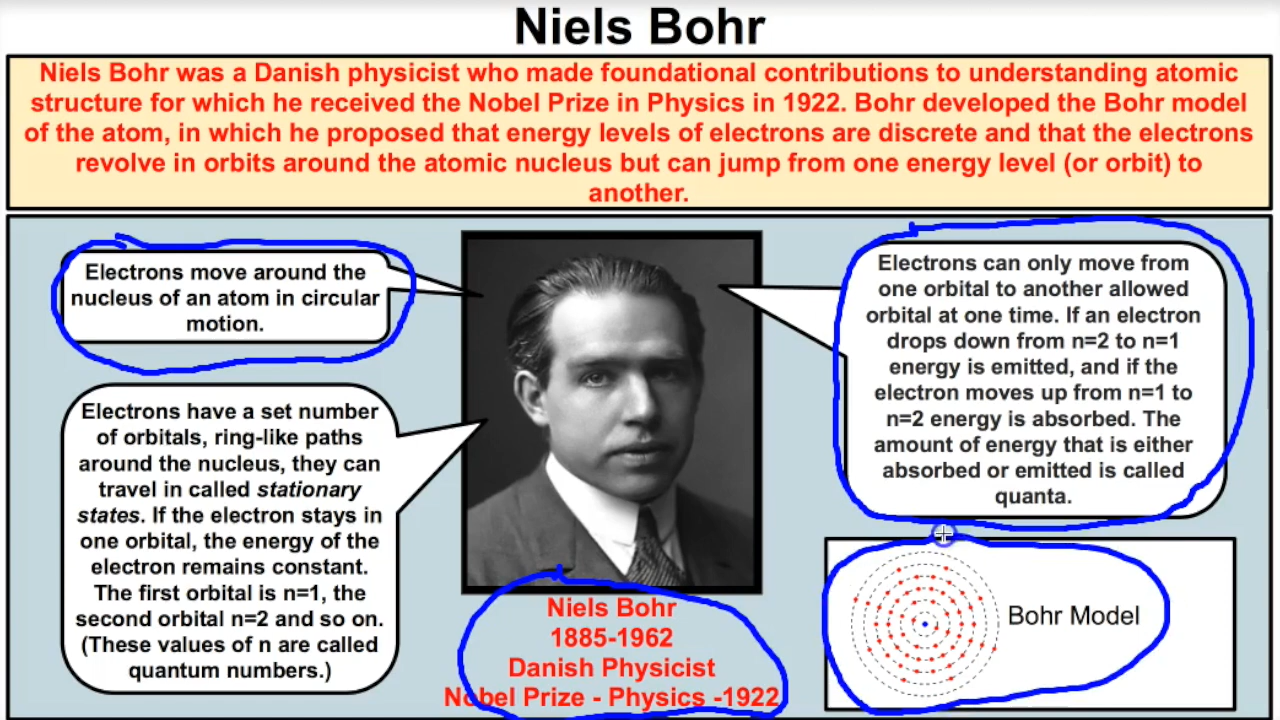 Niels Bohr
Niels Bohr was a Danish physicist who made foundational contributions to understanding atomic
structure for which he received the Nobel Prize in Physics in 1922. Bohr developed the Bohr model
of the atom, in which he proposed that energy levels of electrons are discrete and that the electrons
revolve in orbits around the atomic nucleus but can jump from one energy level (or orbit) to
another.
Electrons move around the
nucleus of an atom in circular
motion.
Electrons have a set number
of orbitals, ring-like paths
around the nucleus, they can
travel in called stationary
states. If the electron stays in
one orbital, the energy of the
electron remains constant.
The first orbital is n=1, the
second orbital n=2 and so on.
(These values of n are called
quantum numbers.)
Niels Bohr
1885-1962
Danish Physicist
Nobel Prize - Physics -1922
Electrons can only move from
one orbital to another allowed
orbital at one time. If an electron
drops down from n=2 to n=1
energy is emitted, and if the
electron moves up from n=1 to
n=2 energy is absorbed. The
amount of energy that is either
absorbed or emitted is called
quanta.
Bohr Model